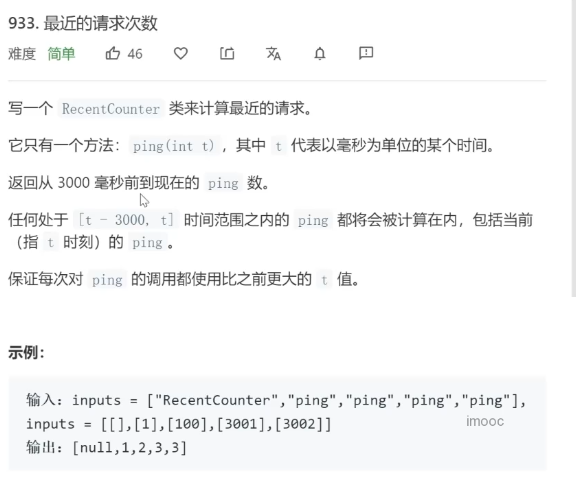 933. 最近的请求次数
难度 简单 46
写一个 RecentCounter 类来计算最近的请求。
它只有一个方法：ping(int t)，其中 t 代表以毫秒为单位的某个时间。
返回从 3000 毫秒前到现在的 ping 数。
任何处于 [t - 3000, t] 时间范围之内的 ping 都将会被计算在内，包括当前
（指 t 时刻）的 ping。
保证每次对 ping 的调用都使用比之前更大的 t 值。
示例：
输入：inputs = ["RecentCounter","ping","ping","ping","ping"],
inputs = [[],[1],[100],[3001],[3002]]
imooc
输出：[null,1,2,3,3]